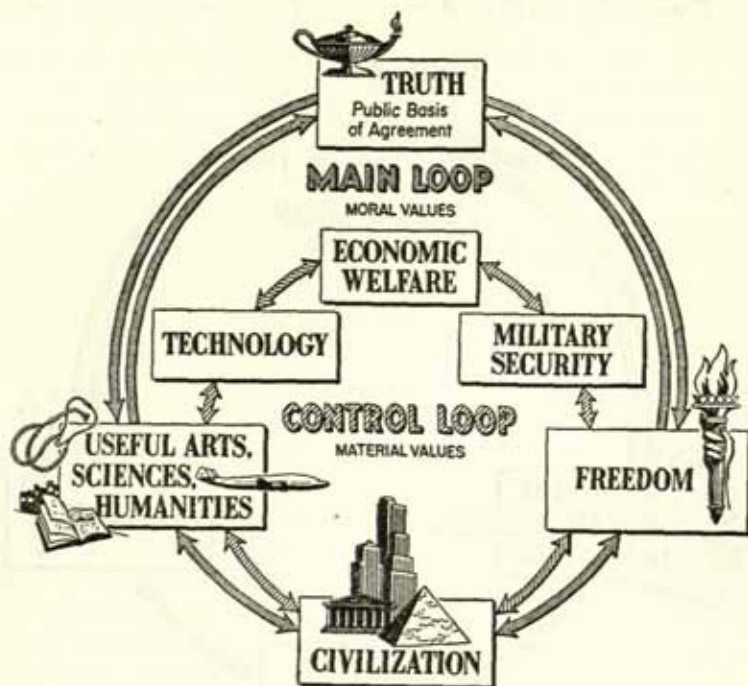 TRUTH
Public Basis
of Agreement
MAIN LOOP
MORAL VALUES
ECONOMIC
WELFARE
TECHNOLOGY
MILITARY
SECURITY
CONTROL LOOP
MATERIAL VALUES
USEFUL ARTS,
SCIENCES,
HUMANITIES
FREEDOM
CIVILIZATION